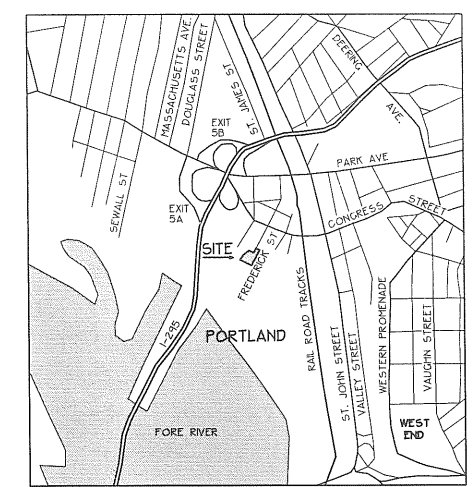 MASSACHUSETTS AVE.
DOUGLASS STREET
ST. JAMES ST
DEERING
AVE.
EXIT
5B
PARK AVE
SEWALL ST
EXIT
5A
CONGRESS
STREET
SITE
FREDERICK ST
I-295
PORTLAND
RAIL ROAD TRACKS
ST. JOHN STREET
VALLEY STREET
WESTERN PROMENADE
VAUGHN STREET
WEST
END
FORE RIVER